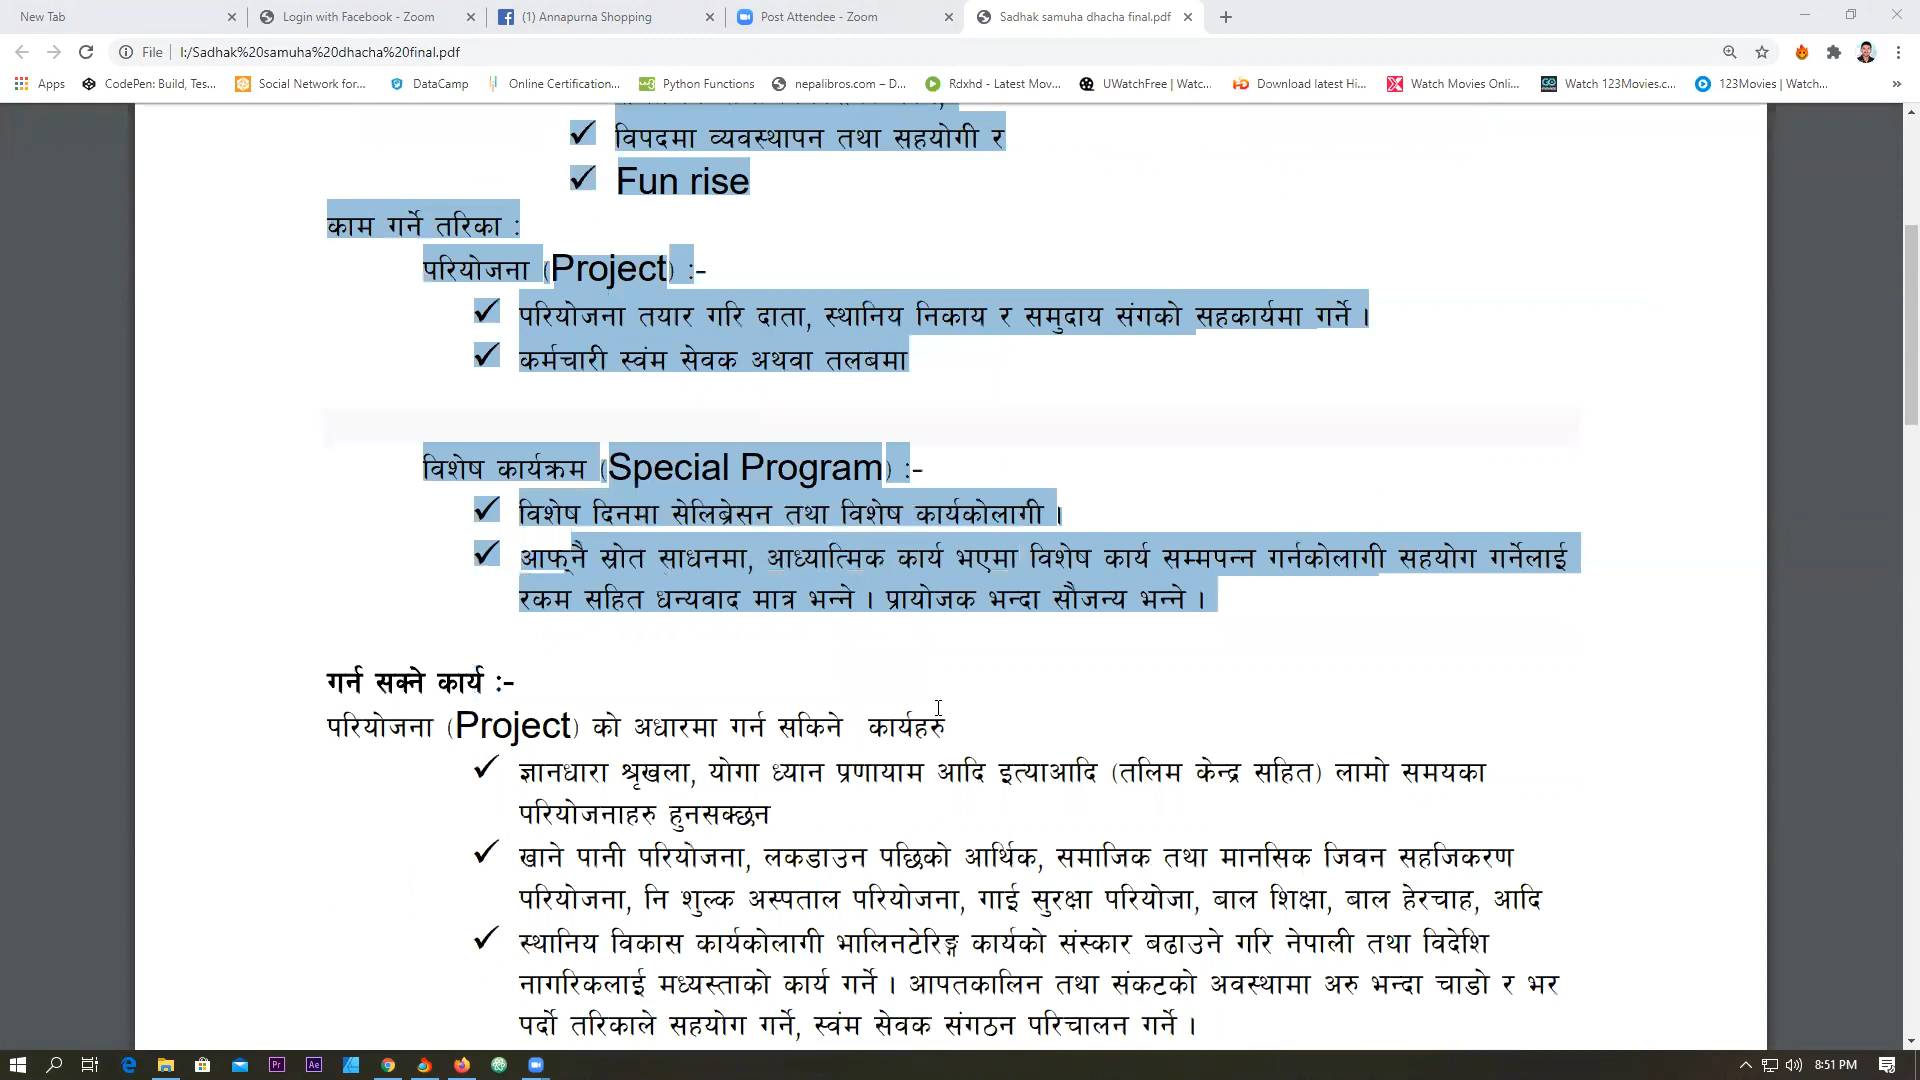 New Tab
Login with Facebook - Zoom
(1) Annapurna Shopping
Post Attendee - Zoom
Sadhak samuha dhacha final.pdf
File
I:/Sadhak%20samuha%20dhacha%20final.pdf
Apps
CodePen: Build, Tes...
Social Network for...
DataCamp
Online Certification...
Python Functions
nepalibros.com – D...
Rdxhd - Latest Mov...
UWatchFree | Watc...
Download latest Hi...
Watch Movies Onli...
Watch 123Movies.c...
123Movies | Watch...
»
✓ विपदमा व्यवस्थापन तथा सहयोगी र
✓ Fun rise
काम गर्ने तरिका :
परियोजना (Project) :-
✓ परियोजना तयार गरि दाता, स्थानिय निकाय र समुदाय संगको सहकार्यमा गर्ने ।
✓ कर्मचारी स्वंम सेवक अथवा तलबमा
विशेष कार्यक्रम (Special Program) :-
✓ विशेष दिनमा सेलिब्रेसन तथा विशेष कार्यकोलागी ।
✓ आफ्नै स्रोत साधनमा, आध्यात्मिक कार्य भएमा विशेष कार्य सम्मपन्न गर्नकोलागी सहयोग गर्नेलाई
रकम सहित धन्यवाद मात्र भन्ने । प्रायोजक भन्दा सौजन्य भन्ने ।
गर्न सक्ने कार्य :-
परियोजना (Project) को अधारमा गर्न सकिने कार्यहरु
✓ ज्ञानधारा श्रृखला, योगा ध्यान प्रणायाम आदि इत्याआदि (तलिम केन्द्र सहित) लामो समयका
परियोजनाहरु हुनसक्छन
✓ खाने पानी परियोजना, लकडाउन पछिको आर्थिक, समाजिक तथा मानसिक जिवन सहजिकरण
परियोजना, नि शुल्क अस्पताल परियोजना, गाई सुरक्षा परियोजा, बाल शिक्षा, बाल हेरचाह, आदि
✓ स्थानिय विकास कार्यकोलागी भालिनटेरिङ्ग कार्यको संस्कार बढाउने गरि नेपाली तथा विदेशि
नागरिकलाई मध्यस्ताको कार्य गर्ने । आपतकालिन तथा संकटको अवस्थामा अरु भन्दा चाडो र भर
पर्दो तरिकाले सहयोग गर्ने, स्वंम सेवक संगठन परिचालन गर्ने ।
8:51 PM